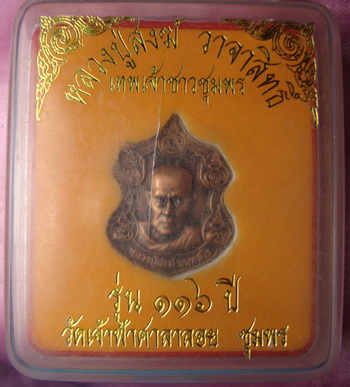 หลวงปู่สงฆ์ วาจาสิทธิ์
เทพเจ้าชาวชุมพร
รุ่น ๑๑๖ ปี
วัดเจ้าฟ้าศาลาลอย ชุมพร